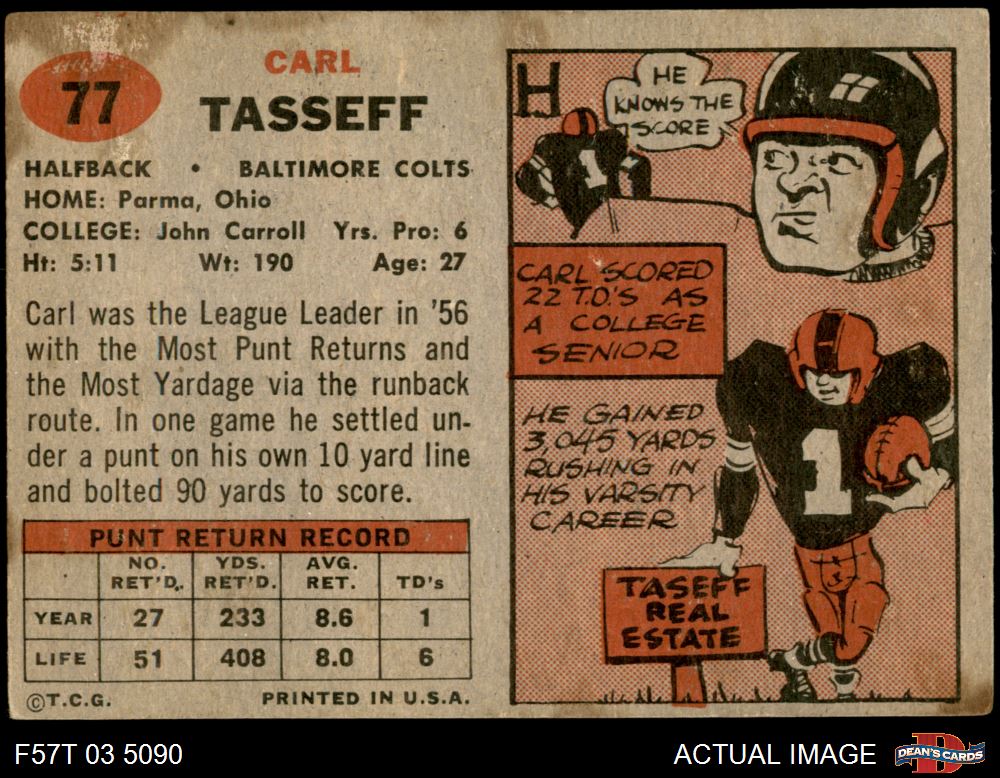 77
CARL
TASSEFF
HALFBACK • BALTIMORE COLTS
HOME: Parma, Ohio
COLLEGE: John Carroll Yrs. Pro: 6
Ht: 5:11 Wt: 190 Age: 27
Carl was the League Leader in '56
with the Most Punt Returns and
the Most Yardage via the runback
route. In one game he settled un-
der a punt on his own 10 yard line
and bolted 90 yards to score.
PUNT RETURN RECORD
NO. RET'D. YDS. RET'D. AVG. RET. TD's
YEAR 27 233 8.6 1
LIFE 51 408 8.0 6
©T.C.G. PRINTED IN U.S.A.
HE
KNOWS THE
SCORE
1
CARL SCORED
22 T.D.'S AS
A COLLEGE
SENIOR
HE GAINED
3,045 YARDS
RUSHING IN
HIS VARSITY
CAREER
1
TASEFF
REAL
ESTATE
F57T 03 5090
ACTUAL IMAGE
D
DEAN'S CARDS